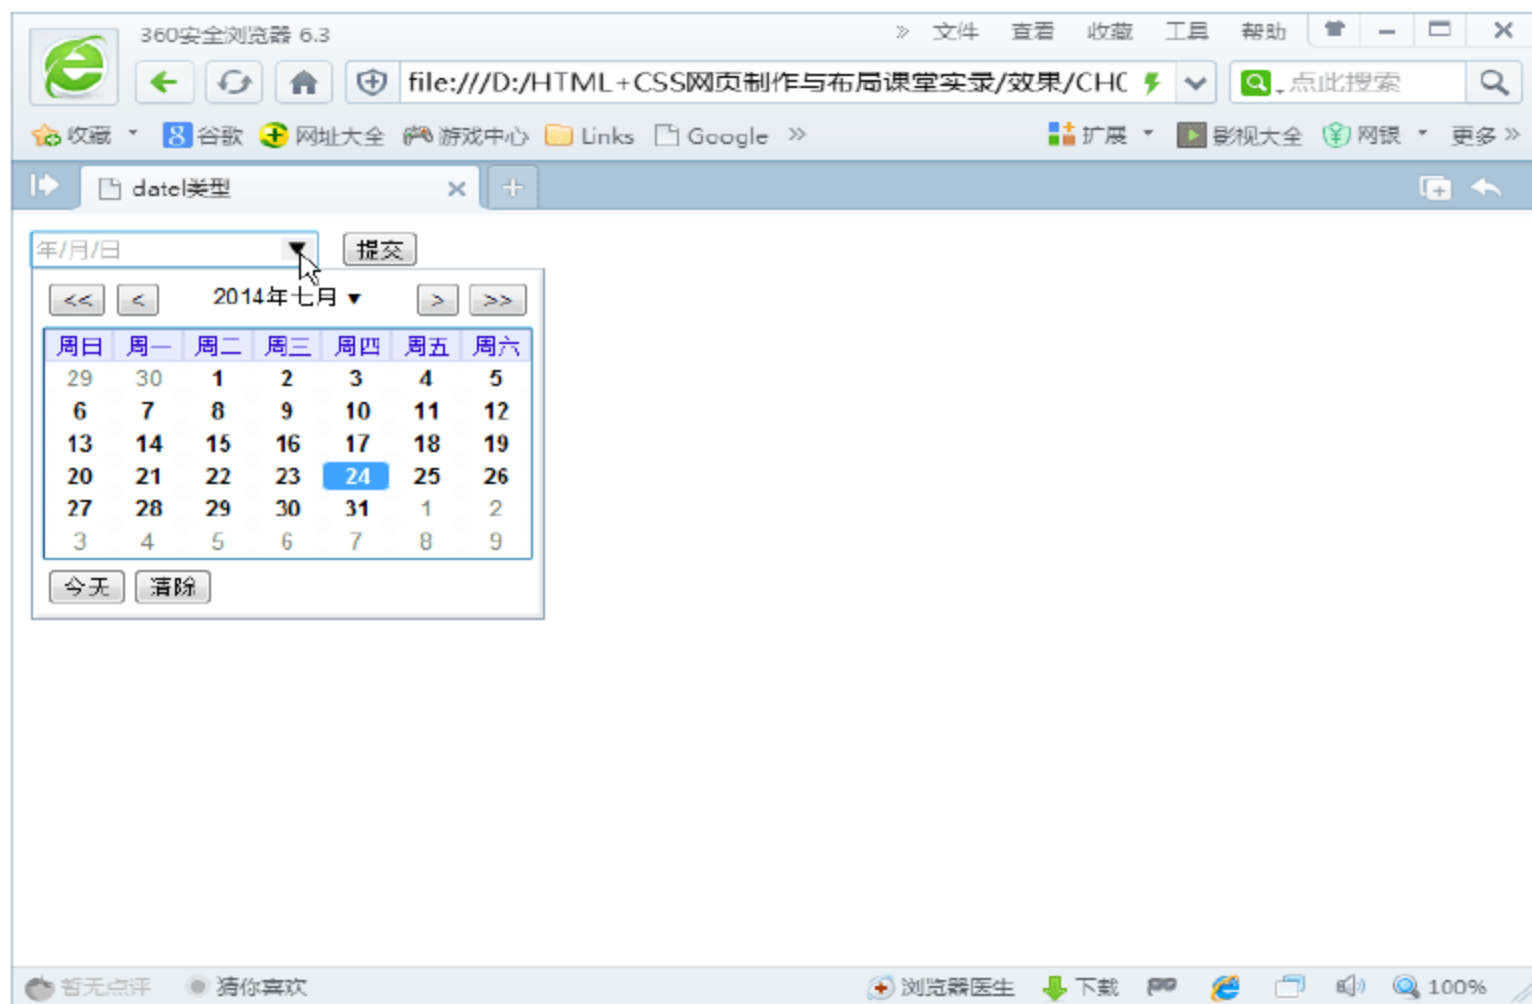 360安全浏览器 6.3
» 文件 查看 收藏 工具 帮助
file:///D:/HTML+CSS网页制作与布局课堂实录/效果/CH
点此搜索
收藏 谷歌 网址大全 游戏中心 Links Google » 扩展 影视大全 网银 更多 »
datel类型
年/月/日 提交
<< < 2014年七月 > >>
周日 周一 周二 周三 周四 周五 周六
29 30 1 2 3 4 5
6 7 8 9 10 11 12
13 14 15 16 17 18 19
20 21 22 23 24 25 26
27 28 29 30 31 1 2
3 4 5 6 7 8 9
今天 清除
暂无点评 猜你喜欢 浏览器医生 下载 100%